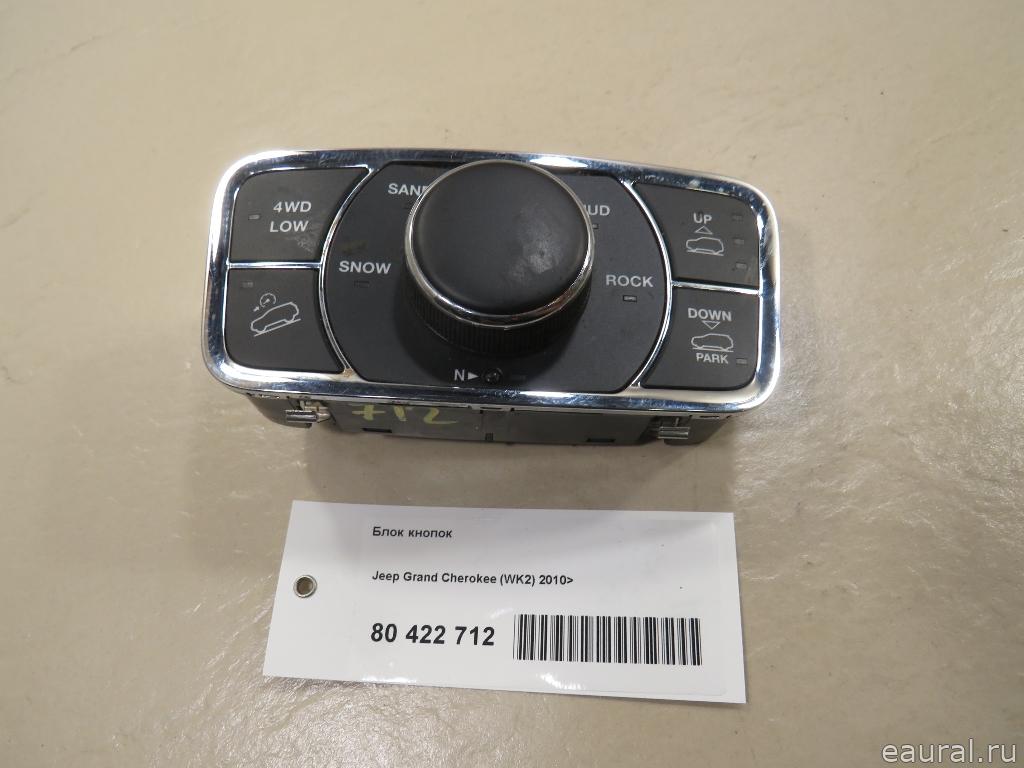 4WD
LOW
SNOW
ROCK
UP
DOWN
PARK
N
Блок кнопок
Jeep Grand Cherokee (WK2) 2010>
80 422 712
eaural.ru